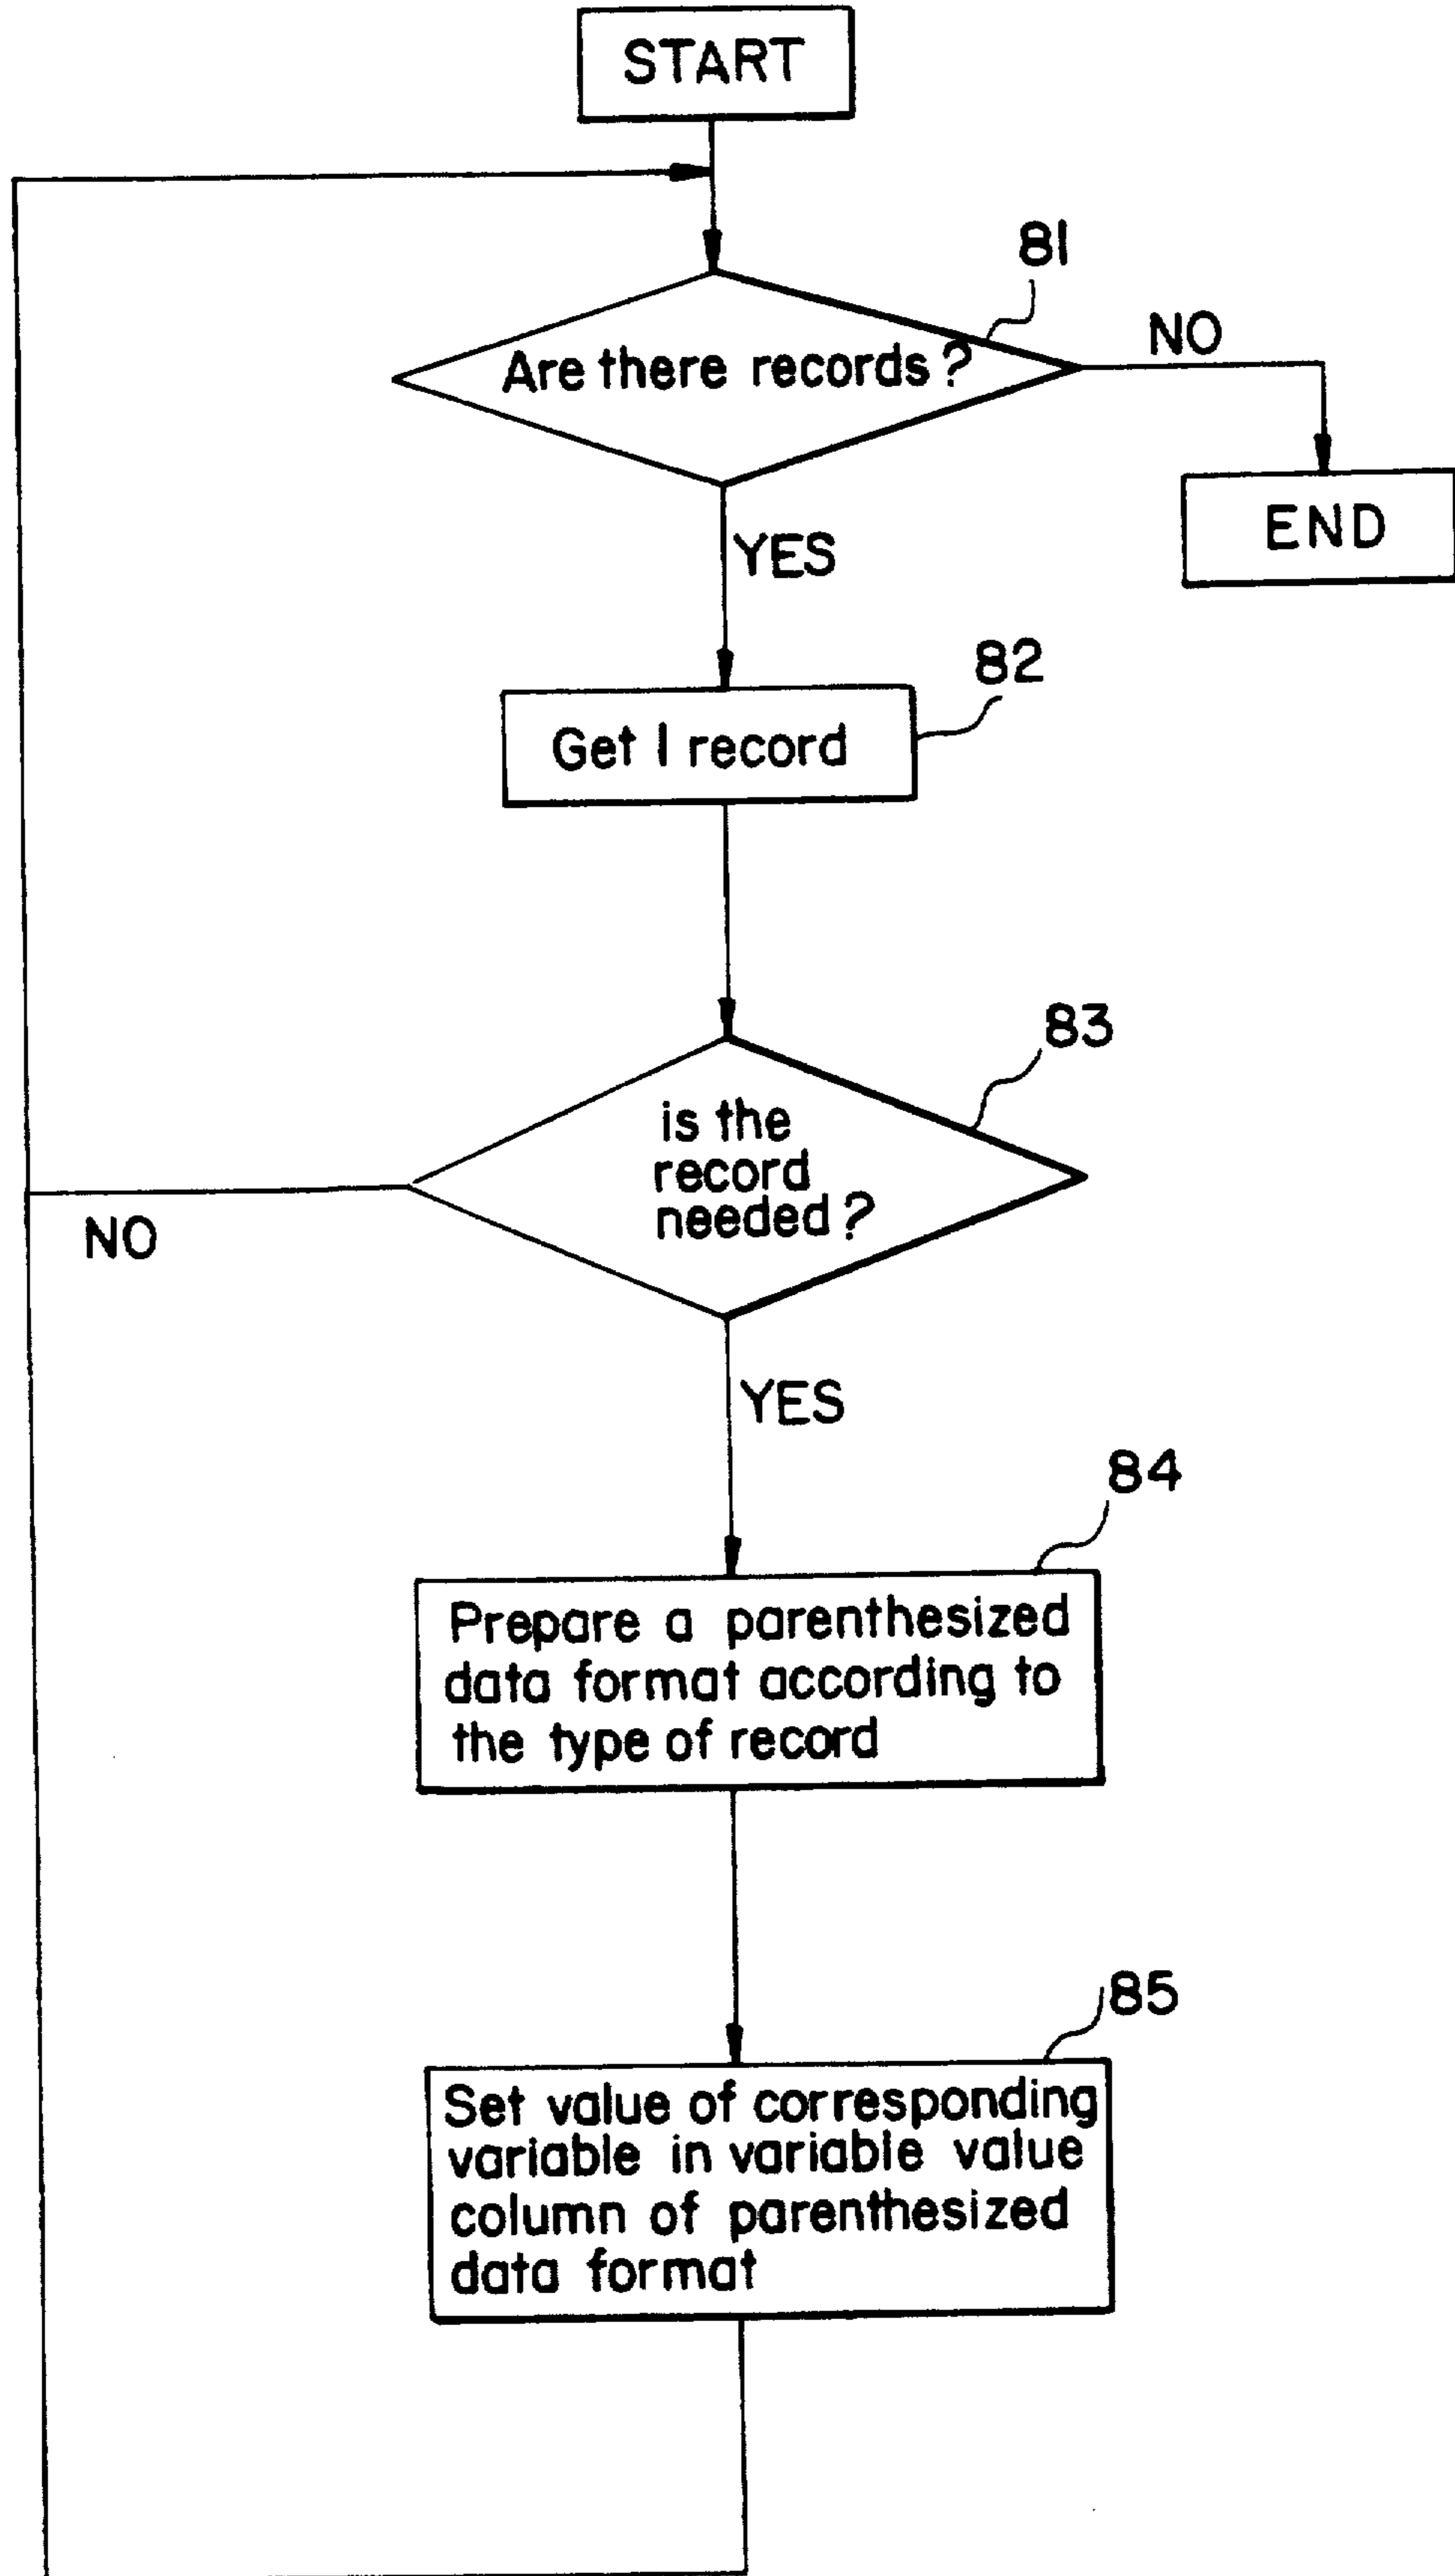 START
81
Are there records?
NO
END
YES
82
Get 1 record
83
is the
record
needed?
NO
YES
84
Prepare a parenthesized
data format according to
the type of record
85
Set value of corresponding
variable in variable value
column of parenthesized
data format